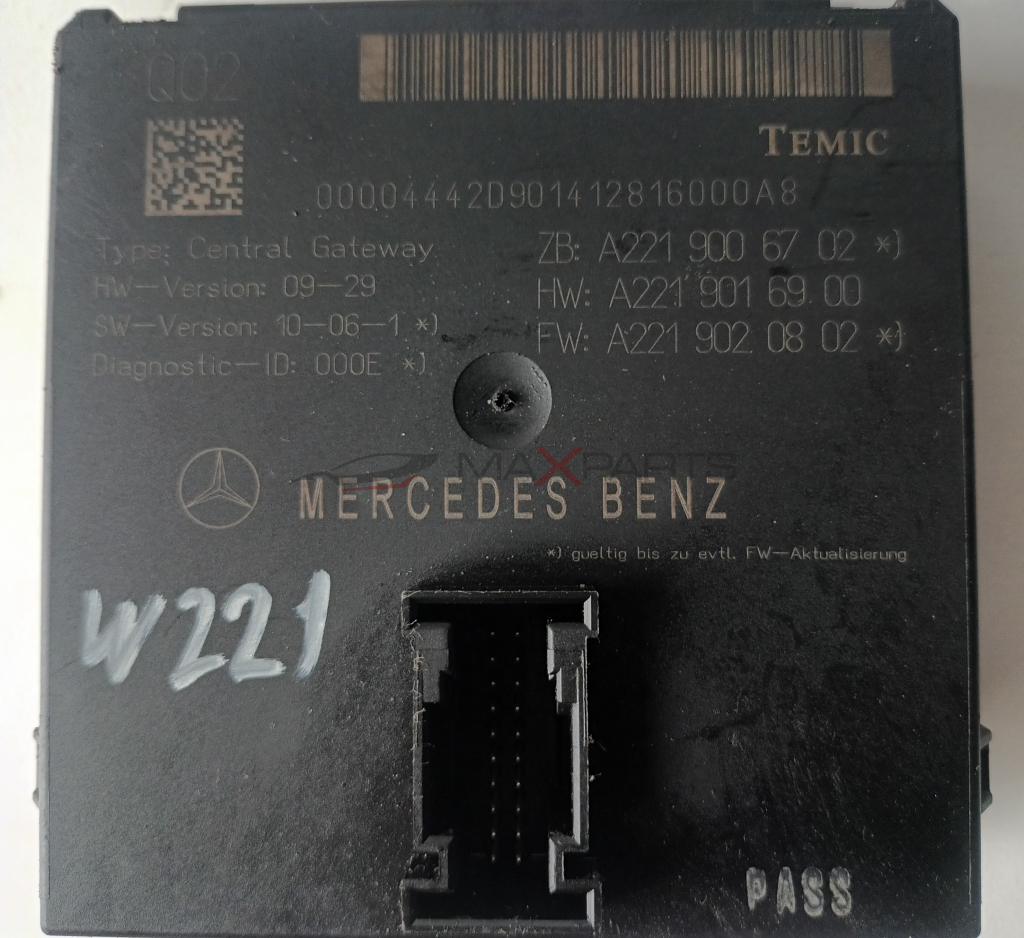 Q02
TEMIC
00004442D901412816000A8
Type: Central Gateway
HW-Version: 09-29
SW-Version: 10-06-1 *)
Diagnostic-ID: 000E *)
ZB: A221 900 67 02 *)
HW: A221 901 69 00
FW: A221 902 08 02 *)
MAXPARTS
MERCEDES BENZ
*) gueltig bis zu evtl. FW-Aktualisierung
W221
PASS